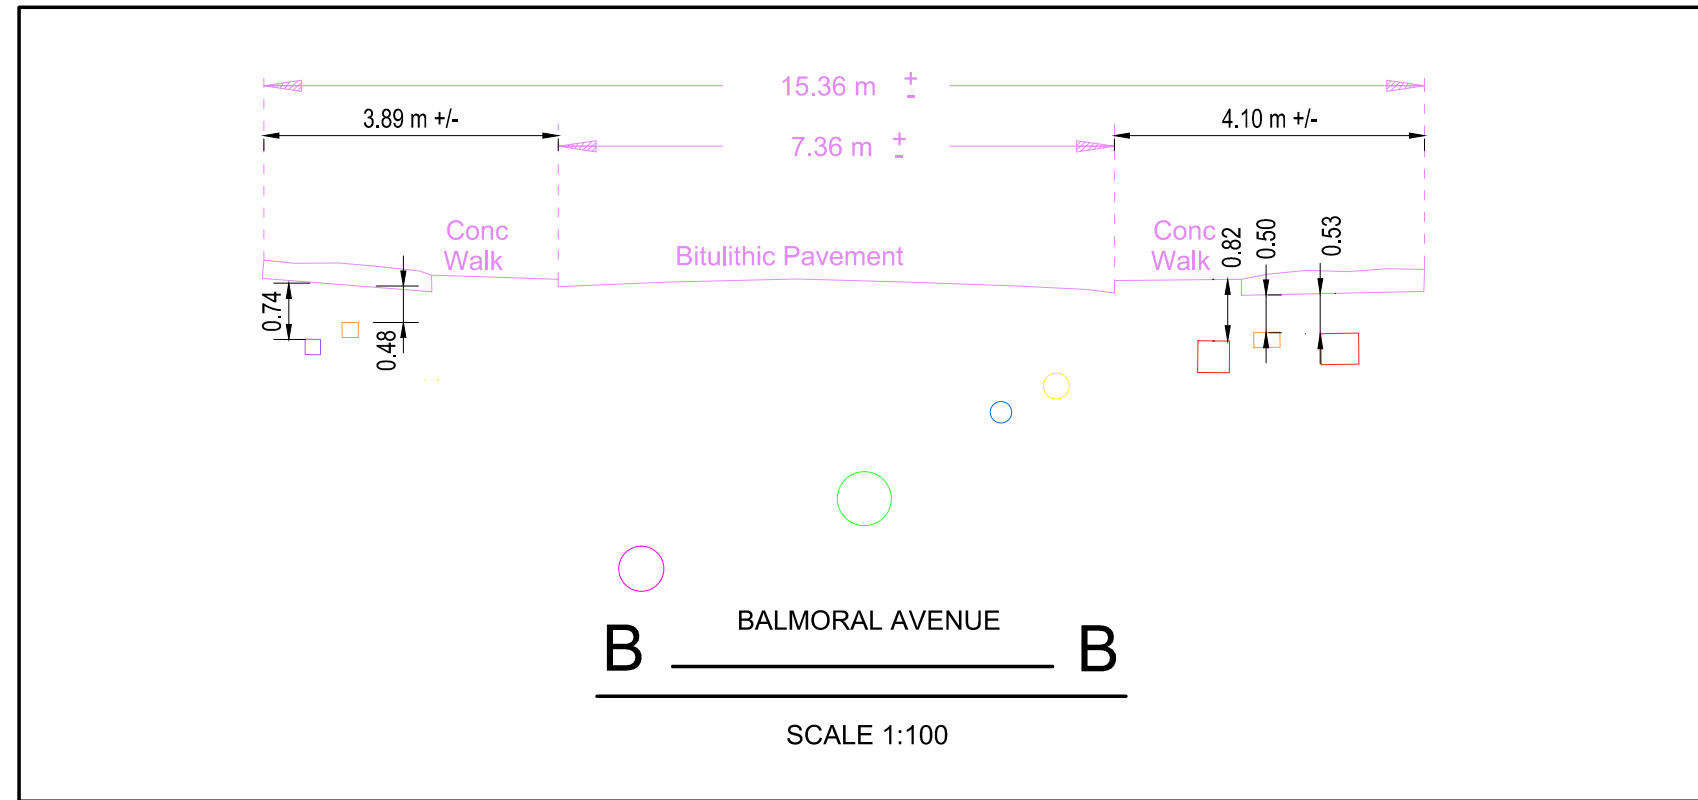 15.36 m ±
3.89 m +/-
4.10 m +/-
7.36 m ±
Conc
Walk
Bitulithic Pavement
Conc
Walk
0.82
0.50
0.53
0.74
0.48
BALMORAL AVENUE
B B
SCALE 1:100